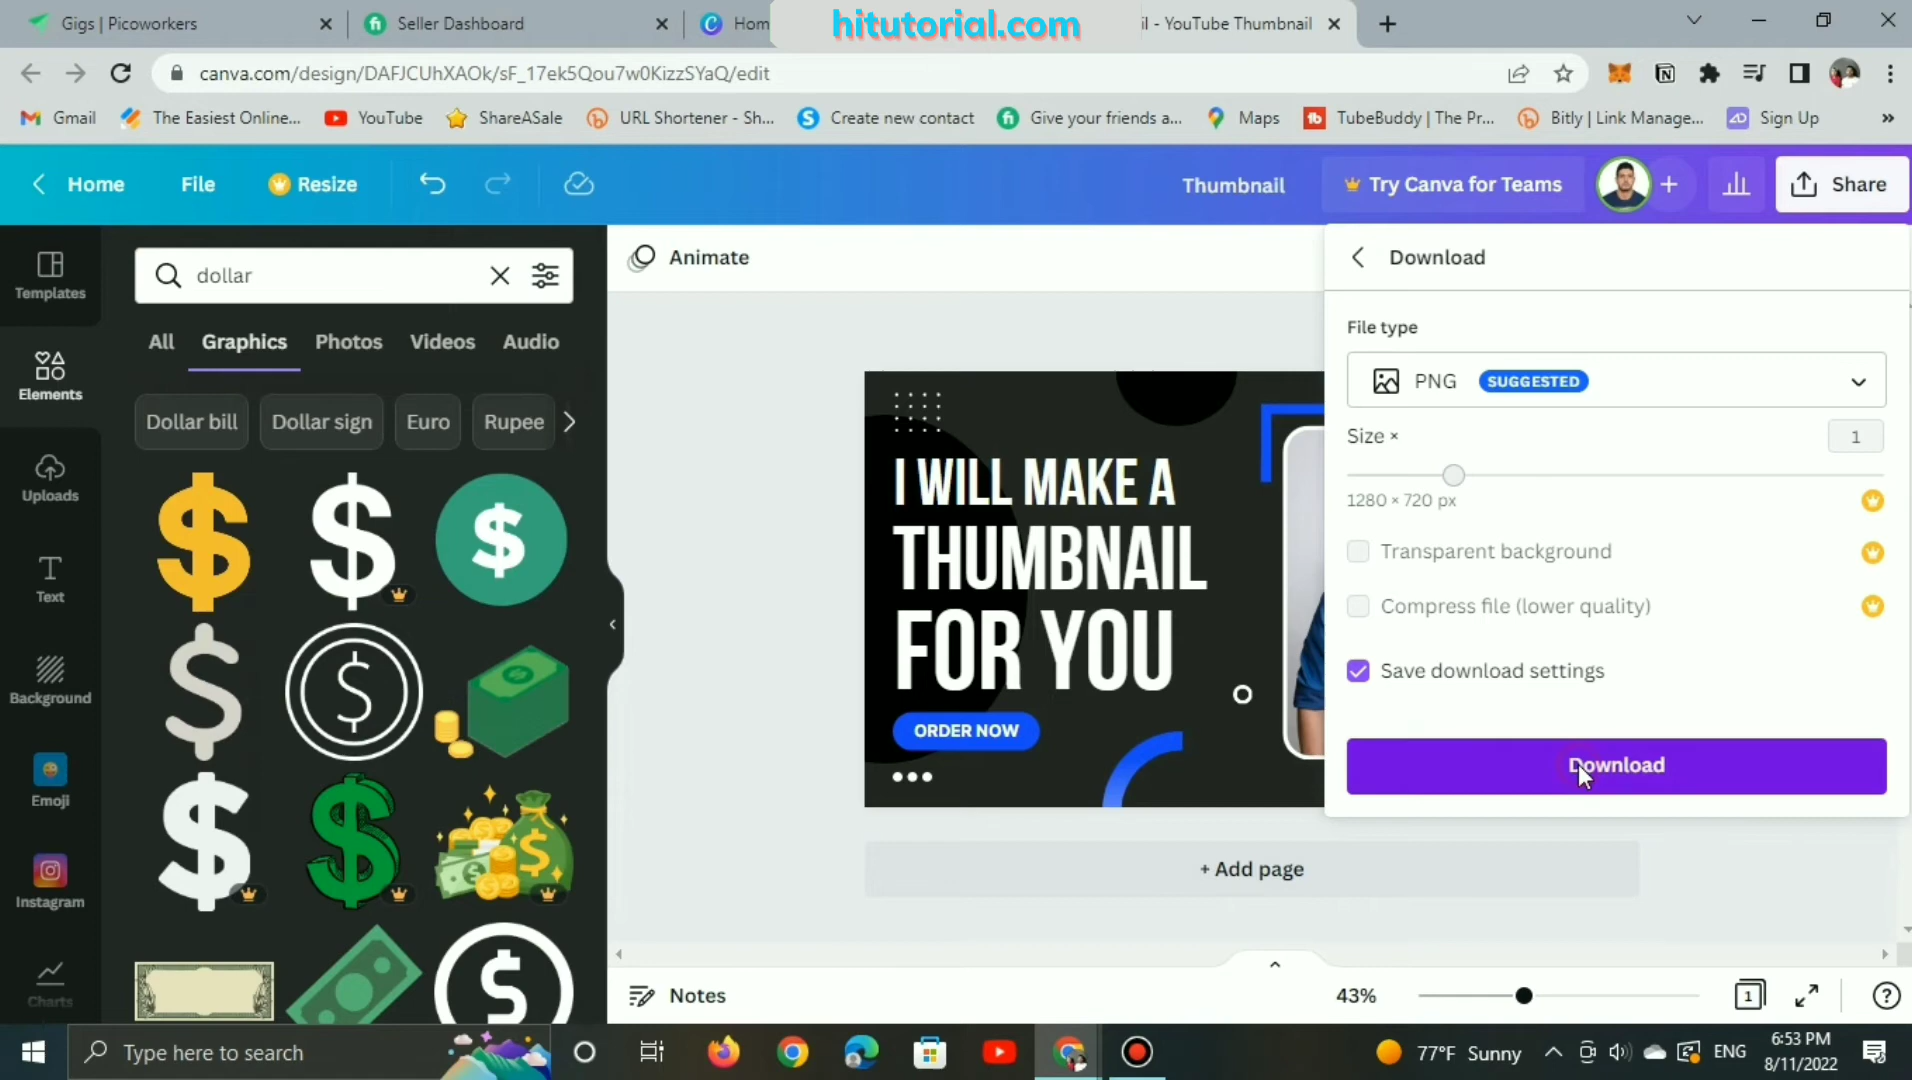 Gigs | Picoworkers
Seller Dashboard
Hom
hitutorial.com
il - YouTube Thumbnail
canva.com/design/DAFJCUhXAOk/sF_17ek5Qou7w0KizzSYaQ/edit
Gmail
The Easiest Online...
YouTube
ShareASale
URL Shortener - Sh...
Create new contact
Give your friends a...
Maps
TubeBuddy | The Pr...
Bitly | Link Manage...
Sign Up
Home
File
Resize
Thumbnail
Try Canva for Teams
Share
Templates
Elements
Uploads
Text
Background
Emoji
Instagram
Charts
dollar
All
Graphics
Photos
Videos
Audio
Dollar bill
Dollar sign
Euro
Rupee
Animate
I WILL MAKE A
THUMBNAIL
FOR YOU
ORDER NOW
+ Add page
Download
File type
PNG
SUGGESTED
Size ×
1
1280 × 720 px
Transparent background
Compress file (lower quality)
Save download settings
Download
Notes
43%
1
Type here to search
77°F Sunny
ENG
6:53 PM
8/11/2022